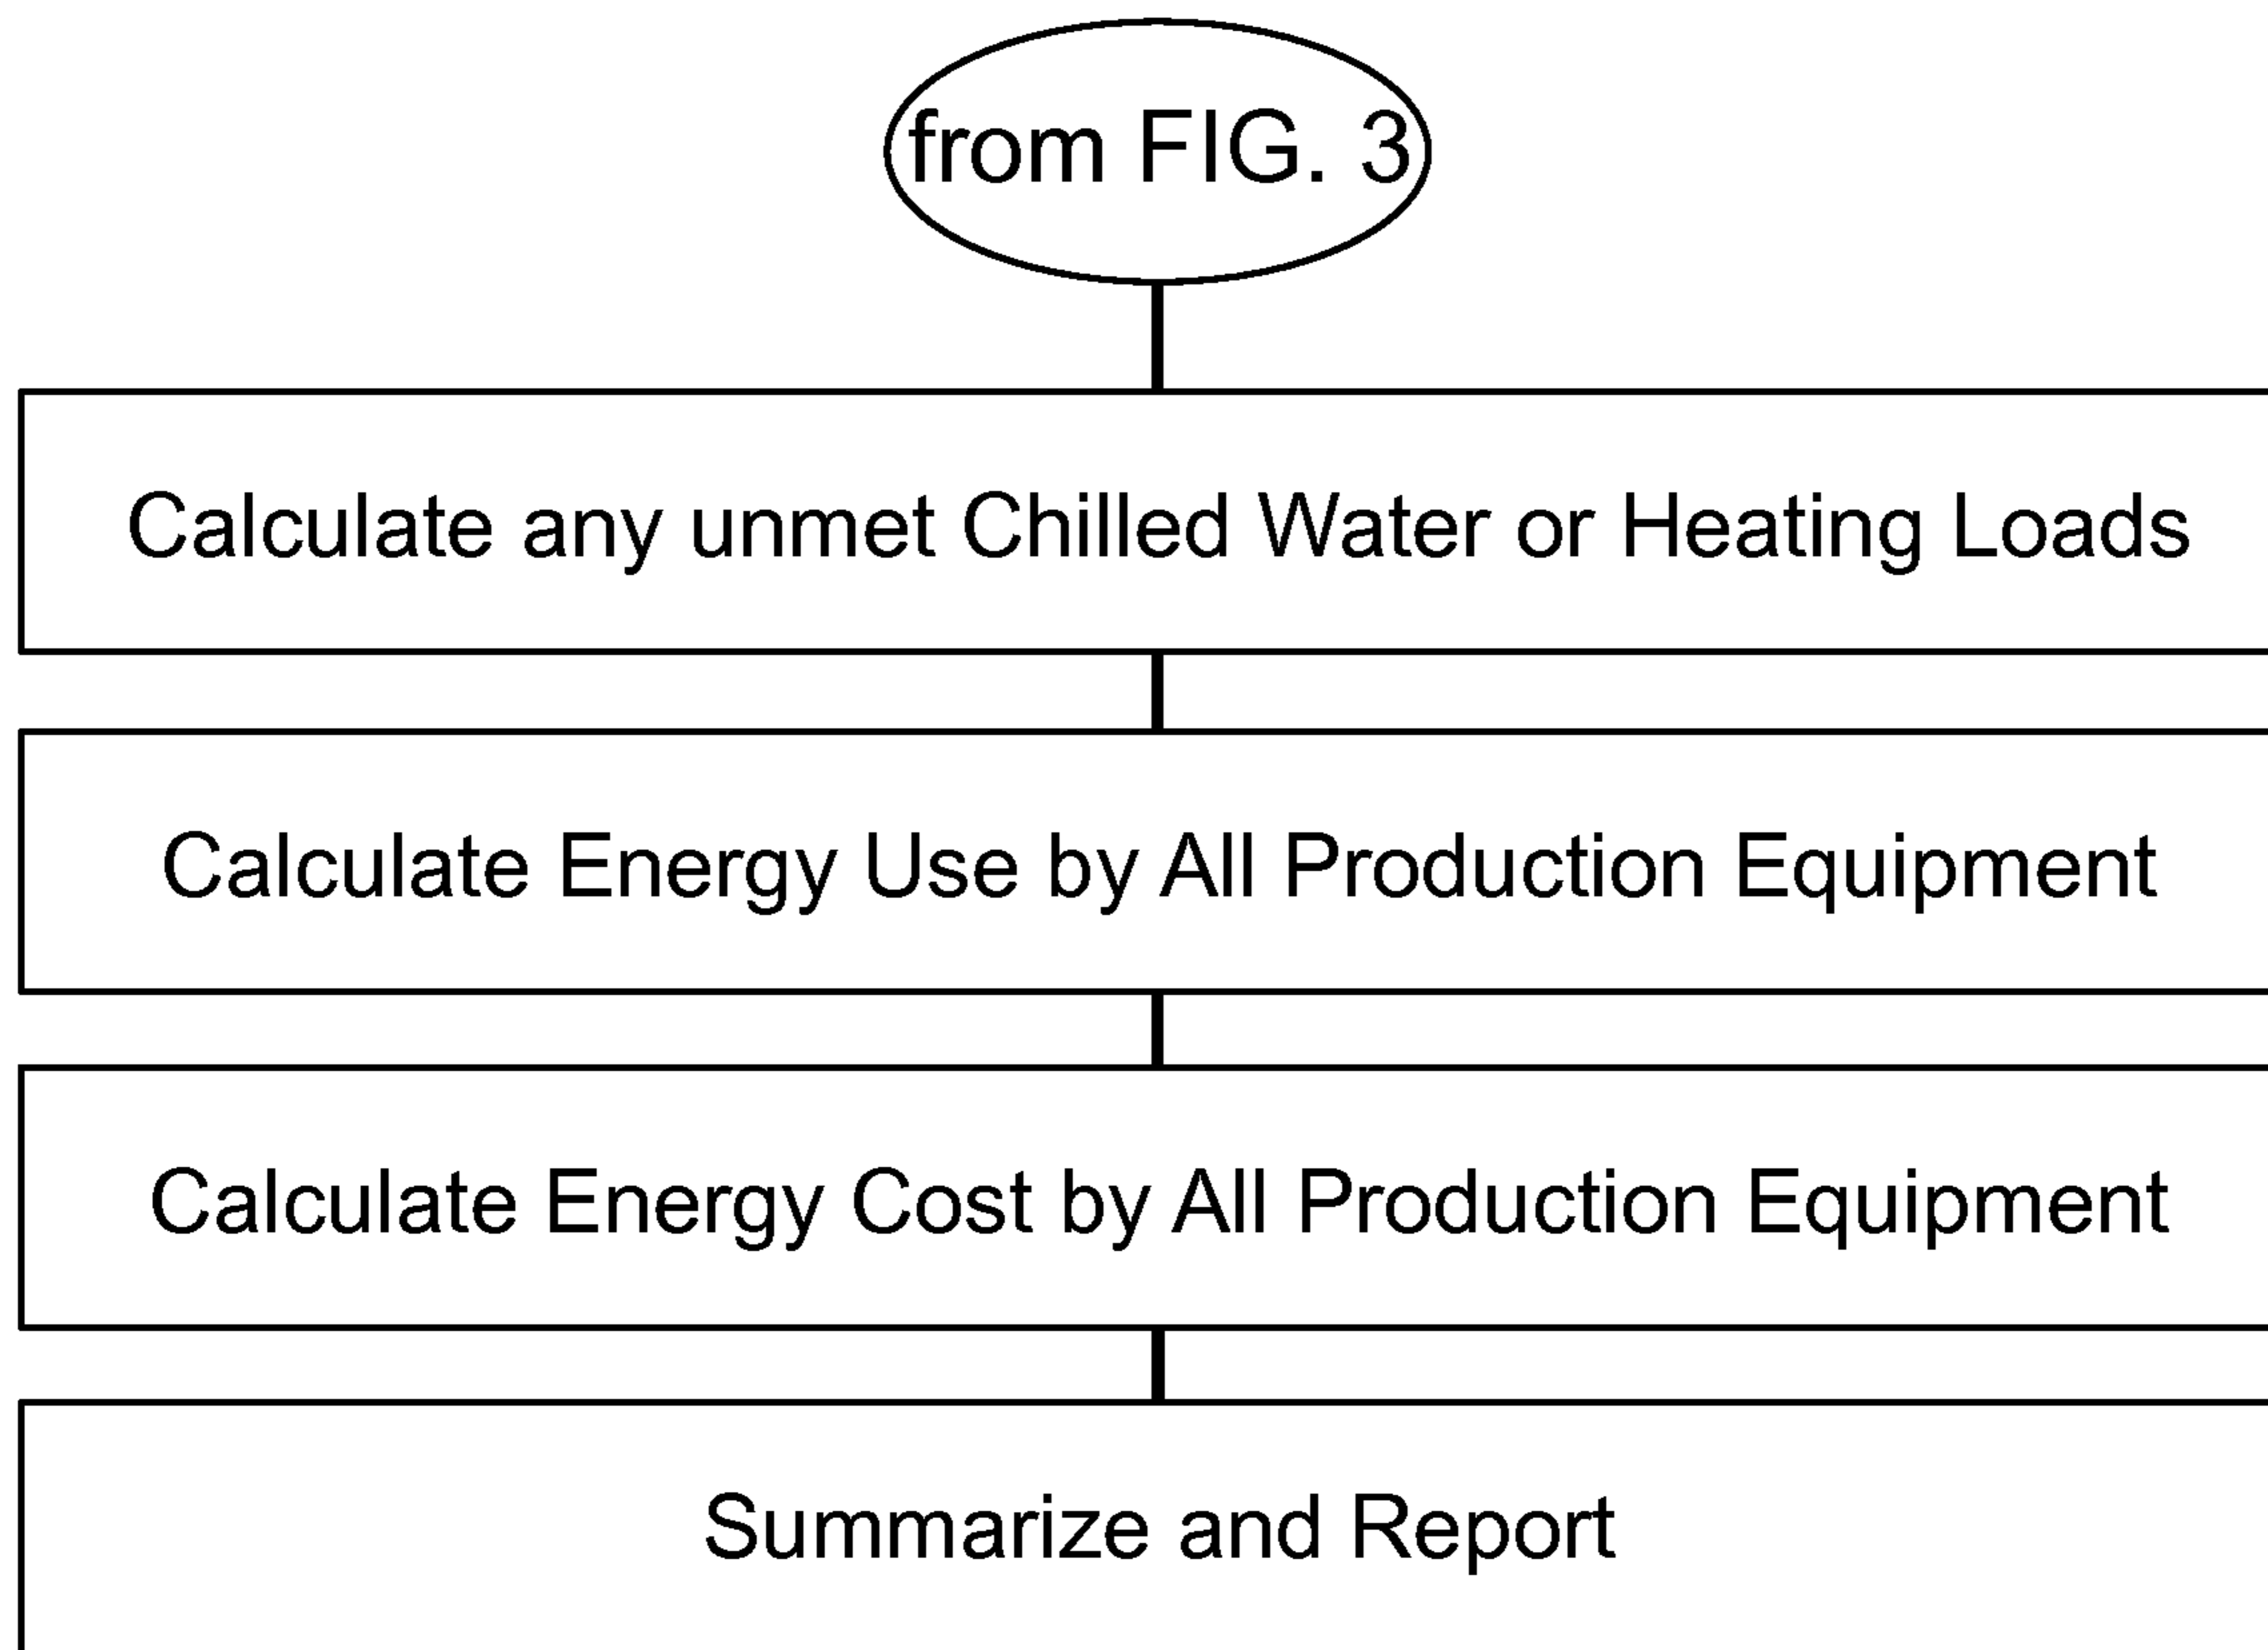 from FIG. 3
Calculate any unmet Chilled Water or Heating Loads
Calculate Energy Use by All Production Equipment
Calculate Energy Cost by All Production Equipment
Summarize and Report